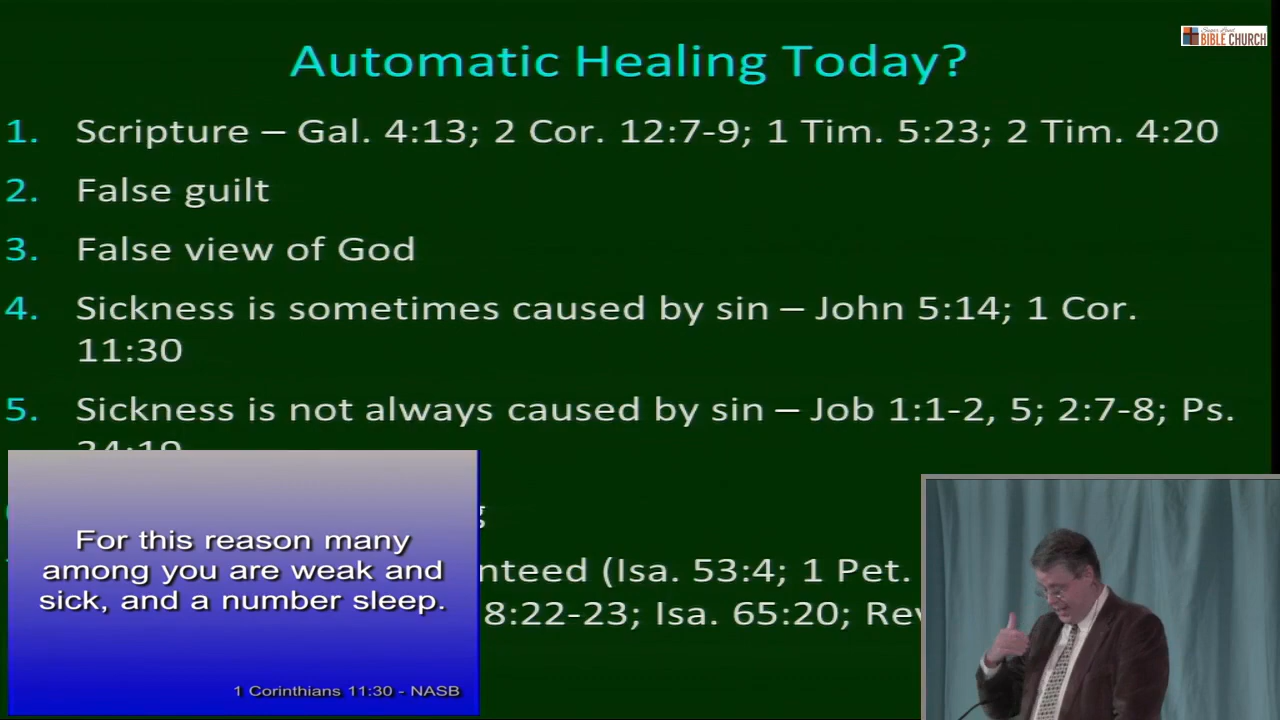 Sugar Land
BIBLE CHURCH
Automatic Healing Today?
1. Scripture – Gal. 4:13; 2 Cor. 12:7-9; 1 Tim. 5:23; 2 Tim. 4:20
2. False guilt
3. False view of God
4. Sickness is sometimes caused by sin – John 5:14; 1 Cor.
11:30
5. Sickness is not always caused by sin – Job 1:1-2, 5; 2:7-8; Ps.
34:19
nteed (Isa. 53:4; 1 Pet.
8:22-23; Isa. 65:20; Rev
For this reason many
among you are weak and
sick, and a number sleep.
1 Corinthians 11:30 - NASB